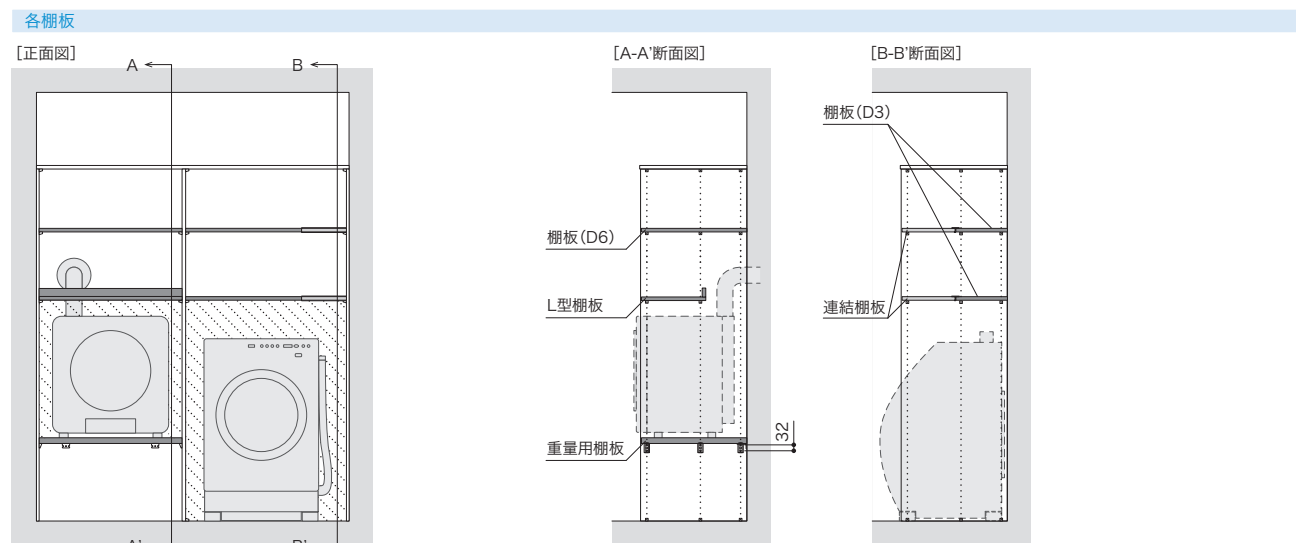 各棚板
[正面図]
A
B
[A-A'断面図]
[B-B'断面図]
棚板(D3)
棚板(D6)
L型棚板
連結棚板
重量用棚板
32
A'
B'